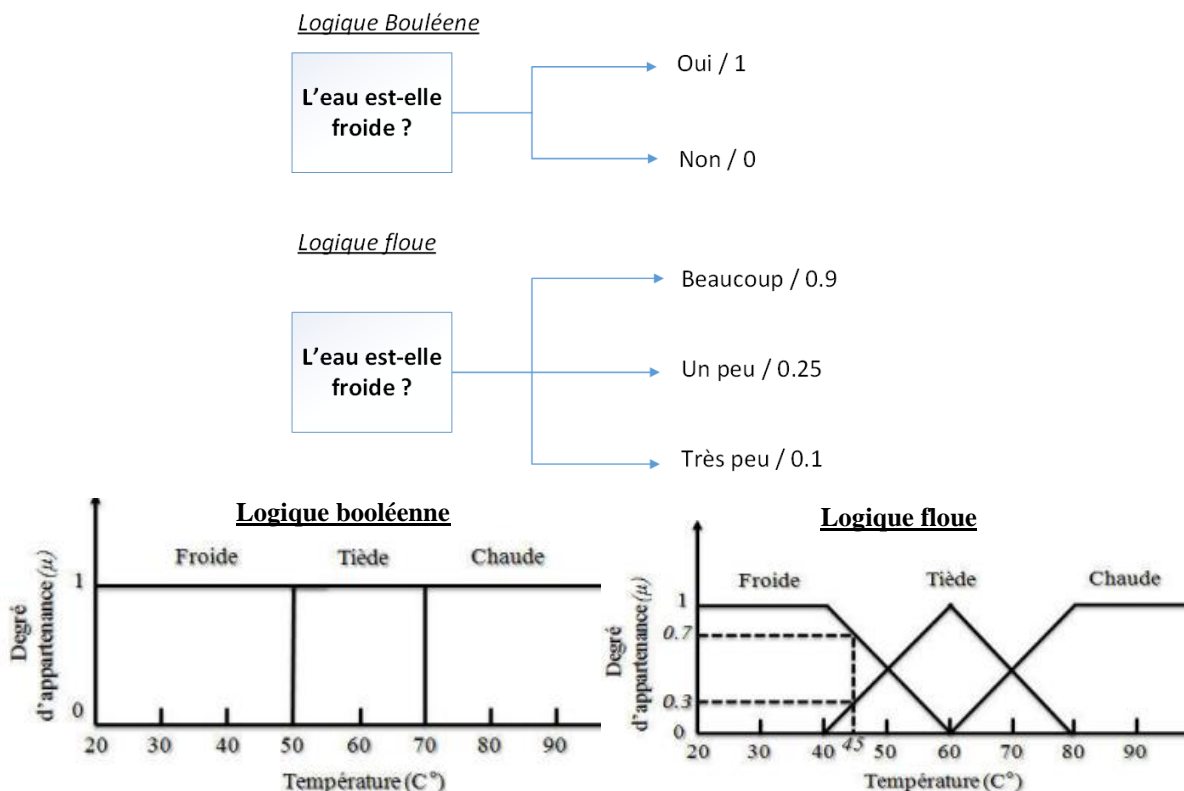 Logique Bouléene
L'eau est-elle
froide ?
Oui / 1
Non / 0
Logique floue
L'eau est-elle
froide ?
Beaucoup / 0.9
Un peu / 0.25
Très peu / 0.1
Logique booléenne
Froide Tiède Chaude
1
0
Degré
d'appartenance(μ)
20 30 40 50 60 70 80 90
Température (C°)
Logique floue
Froide Tiède Chaude
1
0.7
0.3
0
Degré
d'appartenance(μ)
20 30 40 45 50 60 70 80 90
Température (C°)